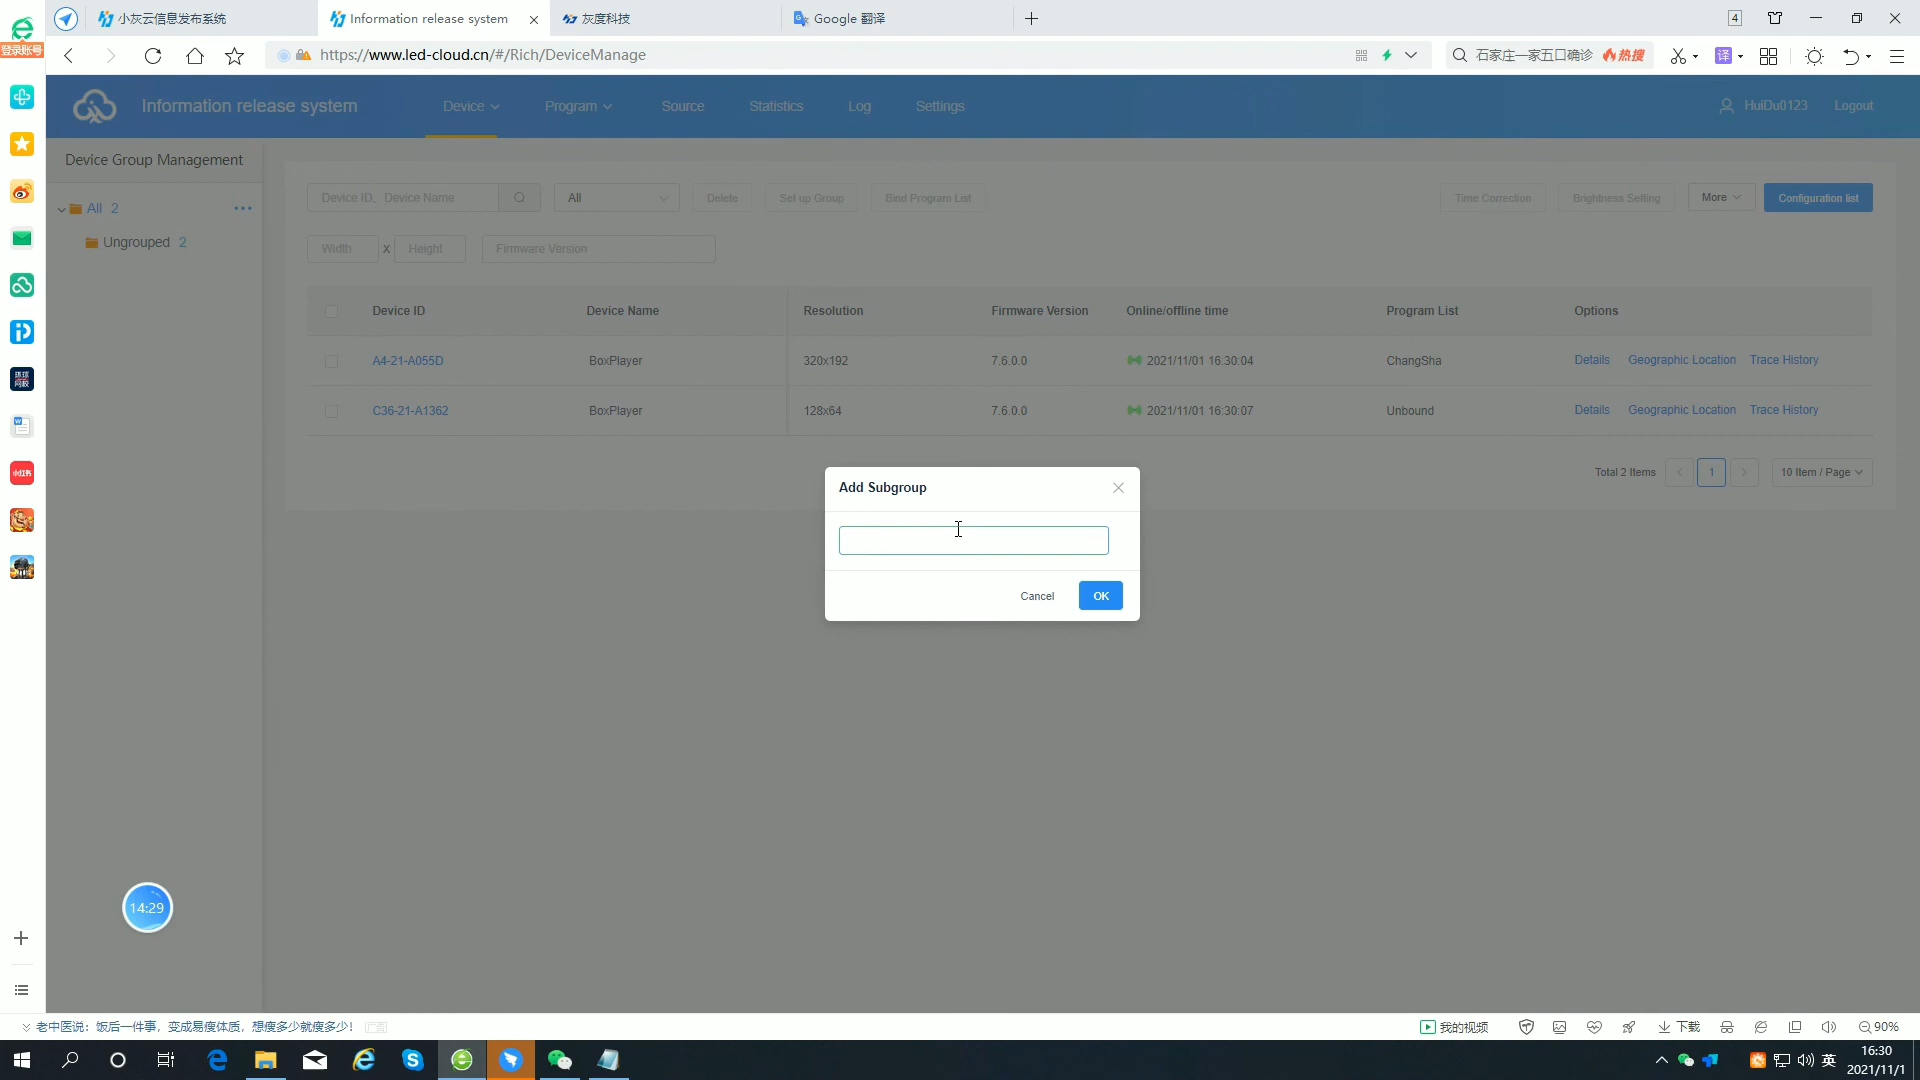 小灰云信息发布系统
Information release system
灰度科技
Google 翻译
4
登录账号
https://www.led-cloud.cn/#/Rich/DeviceManage
石家庄一家五口确诊
热搜
译
Information release system
Device
Program
Source
Statistics
Log
Settings
HuiDu0123
Logout
Device Group Management
All 2
Ungrouped 2
Device ID、Device Name
All
Delete
Set up Group
Bind Program List
Time Correction
Brightness Setting
More
Configuration list
Width
X
Height
Firmware Version
Device ID
Device Name
Resolution
Firmware Version
Online/offline time
Program List
Options
A4-21-A055D
BoxPlayer
320x192
7.6.0.0
2021/11/01 16:30:04
ChangSha
Details
Geographic Location
Trace History
C36-21-A1362
BoxPlayer
128x64
7.6.0.0
2021/11/01 16:30:07
Unbound
Details
Geographic Location
Trace History
Total 2 Items
1
10 Item / Page
Add Subgroup
Cancel
OK
14:29
老中医说：饭后一件事，变成易瘦体质，想瘦多少就瘦多少！
广告
我的视频
下载
90%
英
16:30
2021/11/1